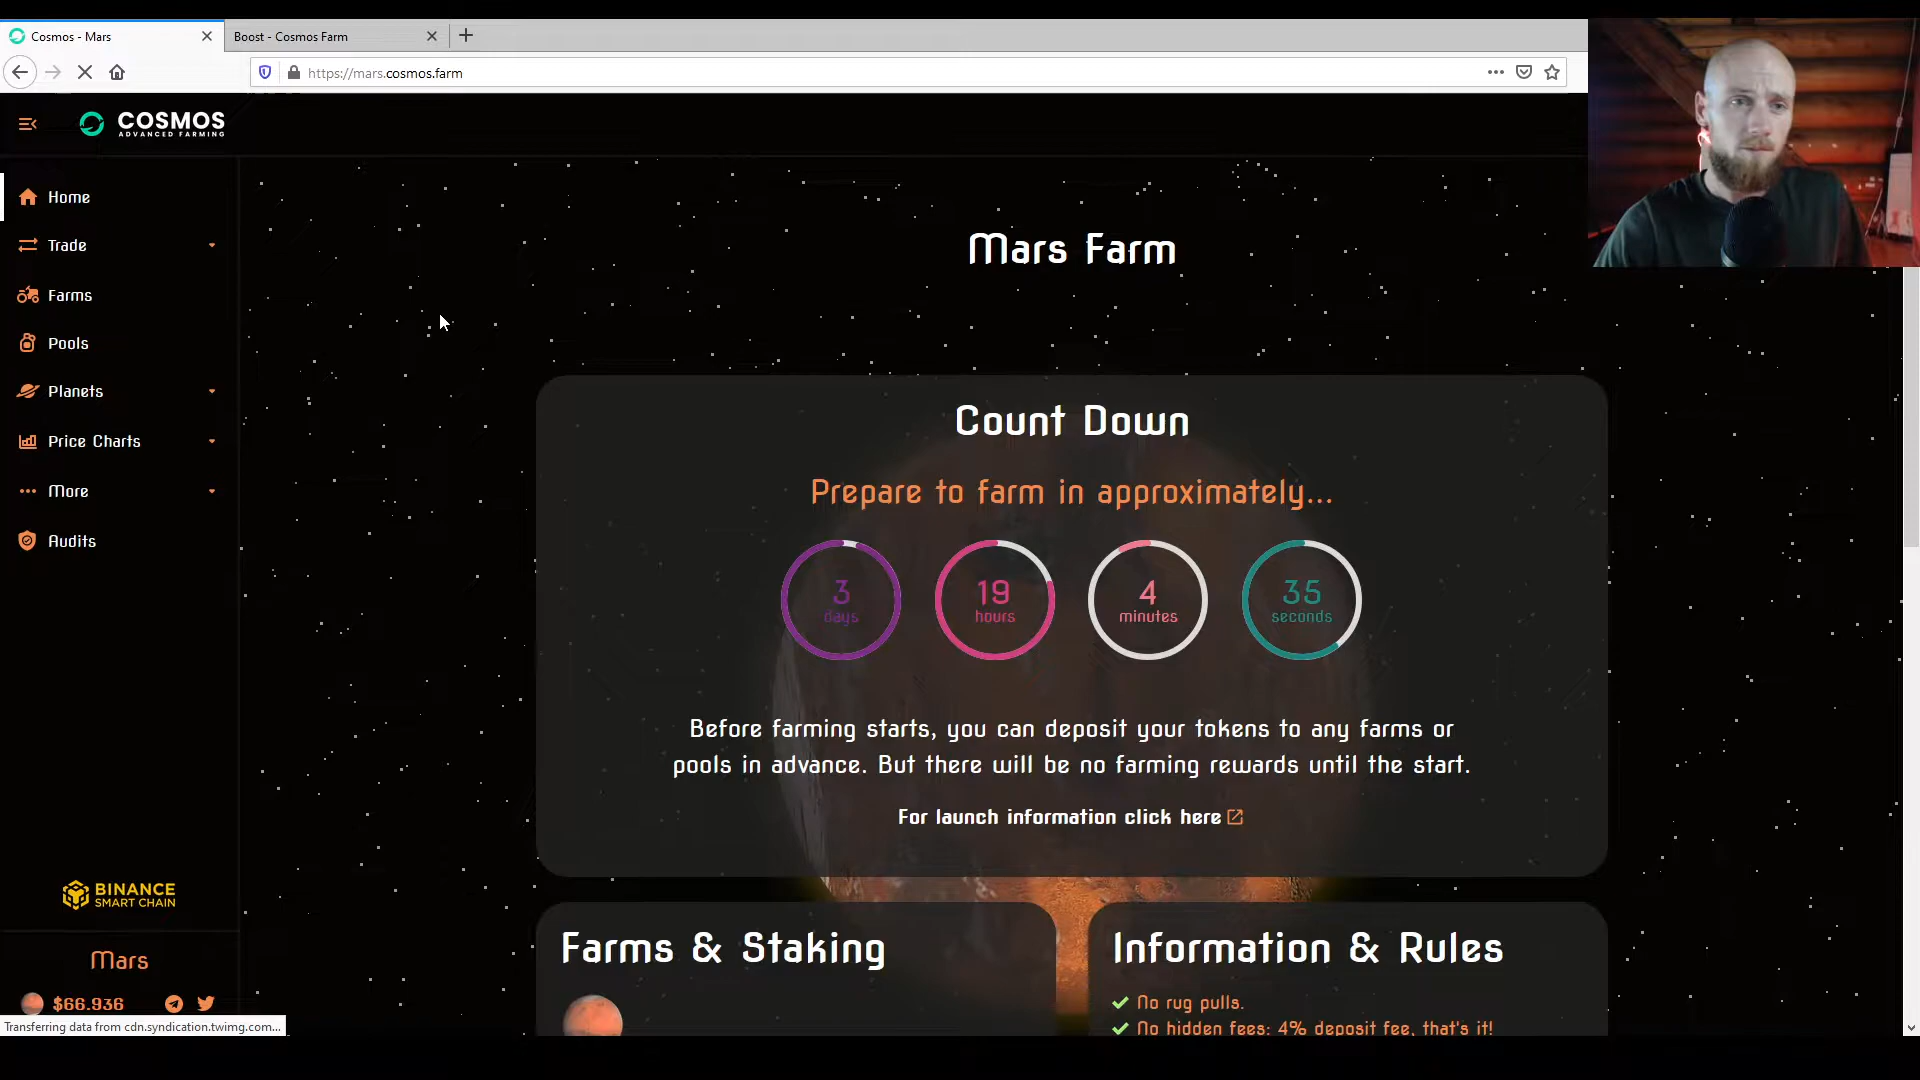 Cosmos - Mars
Boost - Cosmos Farm
https://mars.cosmos.farm
COSMOS
ADVANCED FARMING
Home
Trade
Farms
Pools
Planets
Price Charts
More
Audits
BINANCE
SMART CHAIN
Mars
$66.936
Transferring data from cdn.syndication.twimg.com...
Mars Farm
Count Down
Prepare to farm in approximately...
3 days
19 hours
4 minutes
35 seconds
Before farming starts, you can deposit your tokens to any farms or
pools in advance. But there will be no farming rewards until the start.
For launch information click here
Farms & Staking
Information & Rules
No rug pulls.
No hidden fees: 4% deposit fee, that's it!